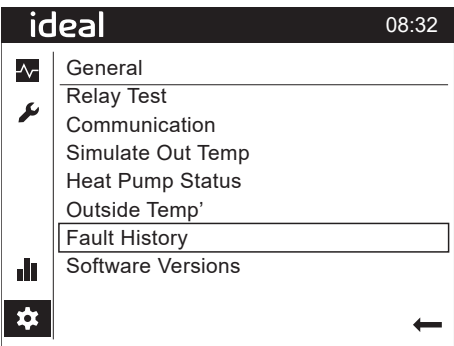 ideal
08:32
General
Relay Test
Communication
Simulate Out Temp
Heat Pump Status
Outside Temp'
Fault History
Software Versions